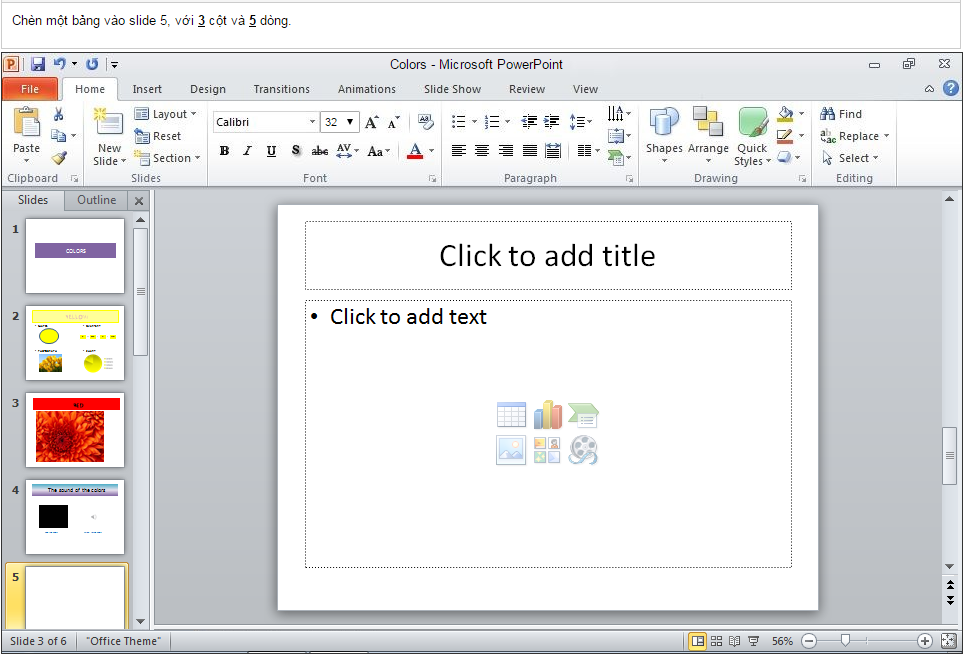 Chèn một bảng vào slide 5, với 3 cột và 5 dòng.
Colors - Microsoft PowerPoint
File Home Insert Design Transitions Animations Slide Show Review View
Paste
New Slide
Layout
Reset
Section
Calibri 32
B I U S abc AV Aa A
Shapes Arrange Quick Styles
Find
Replace
Select
Clipboard Slides Font Paragraph Drawing Editing
Slides Outline
1
COLORS
2
YELLOW
3
4
The sound of the colors
5
Click to add title
• Click to add text
Slide 3 of 6 "Office Theme" 56%